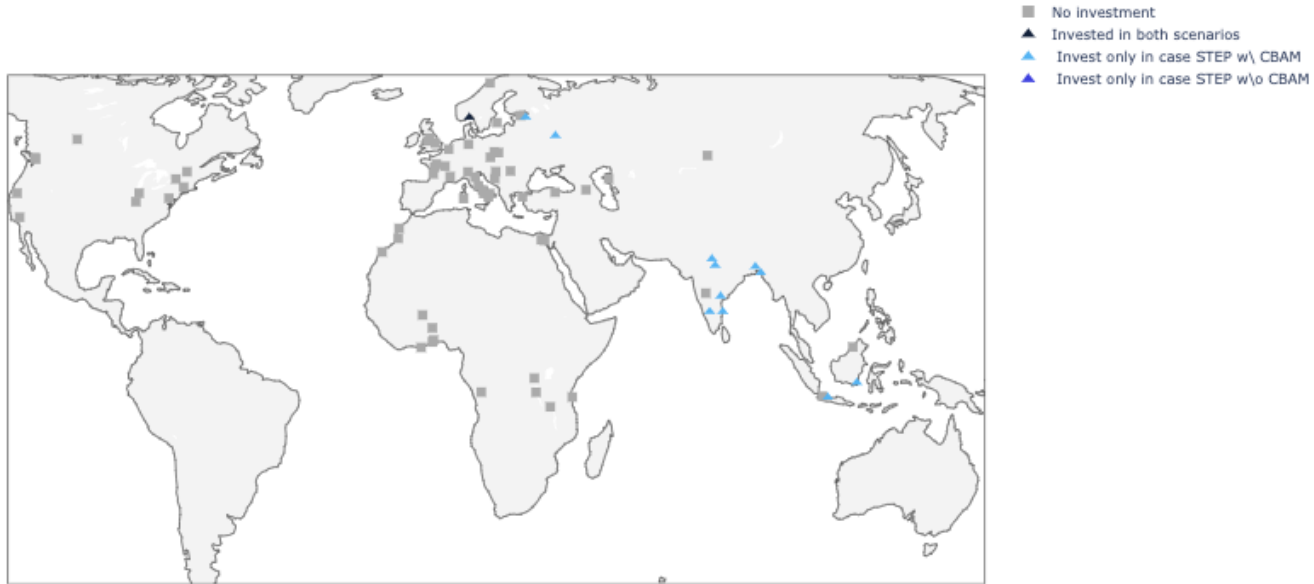 No investment
Invested in both scenarios
Invest only in case STEP w\ CBAM
Invest only in case STEP w\o CBAM